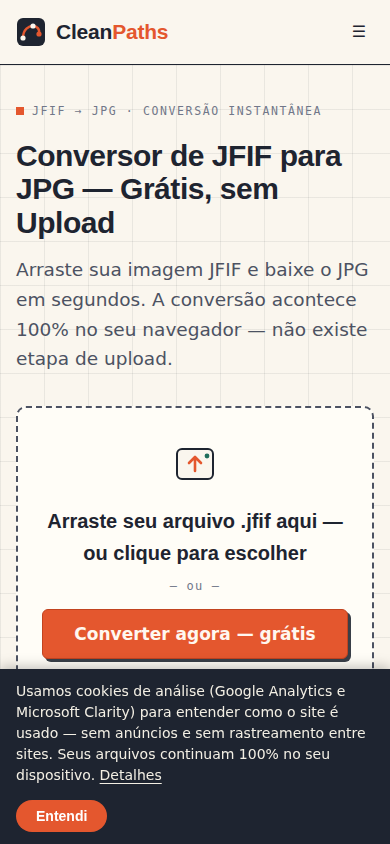 CleanPaths
☰
JFIF → JPG · CONVERSÃO INSTANTÂNEA
Conversor de JFIF para
JPG — Grátis, sem
Upload
Arraste sua imagem JFIF e baixe o JPG
em segundos. A conversão acontece
100% no seu navegador — não existe
etapa de upload.
Arraste seu arquivo .jfif aqui —
ou clique para escolher
— ou —
Converter agora — grátis
Usamos cookies de análise (Google Analytics e
Microsoft Clarity) para entender como o site é
usado — sem anúncios e sem rastreamento entre
sites. Seus arquivos continuam 100% no seu
dispositivo. Detalhes
Entendi